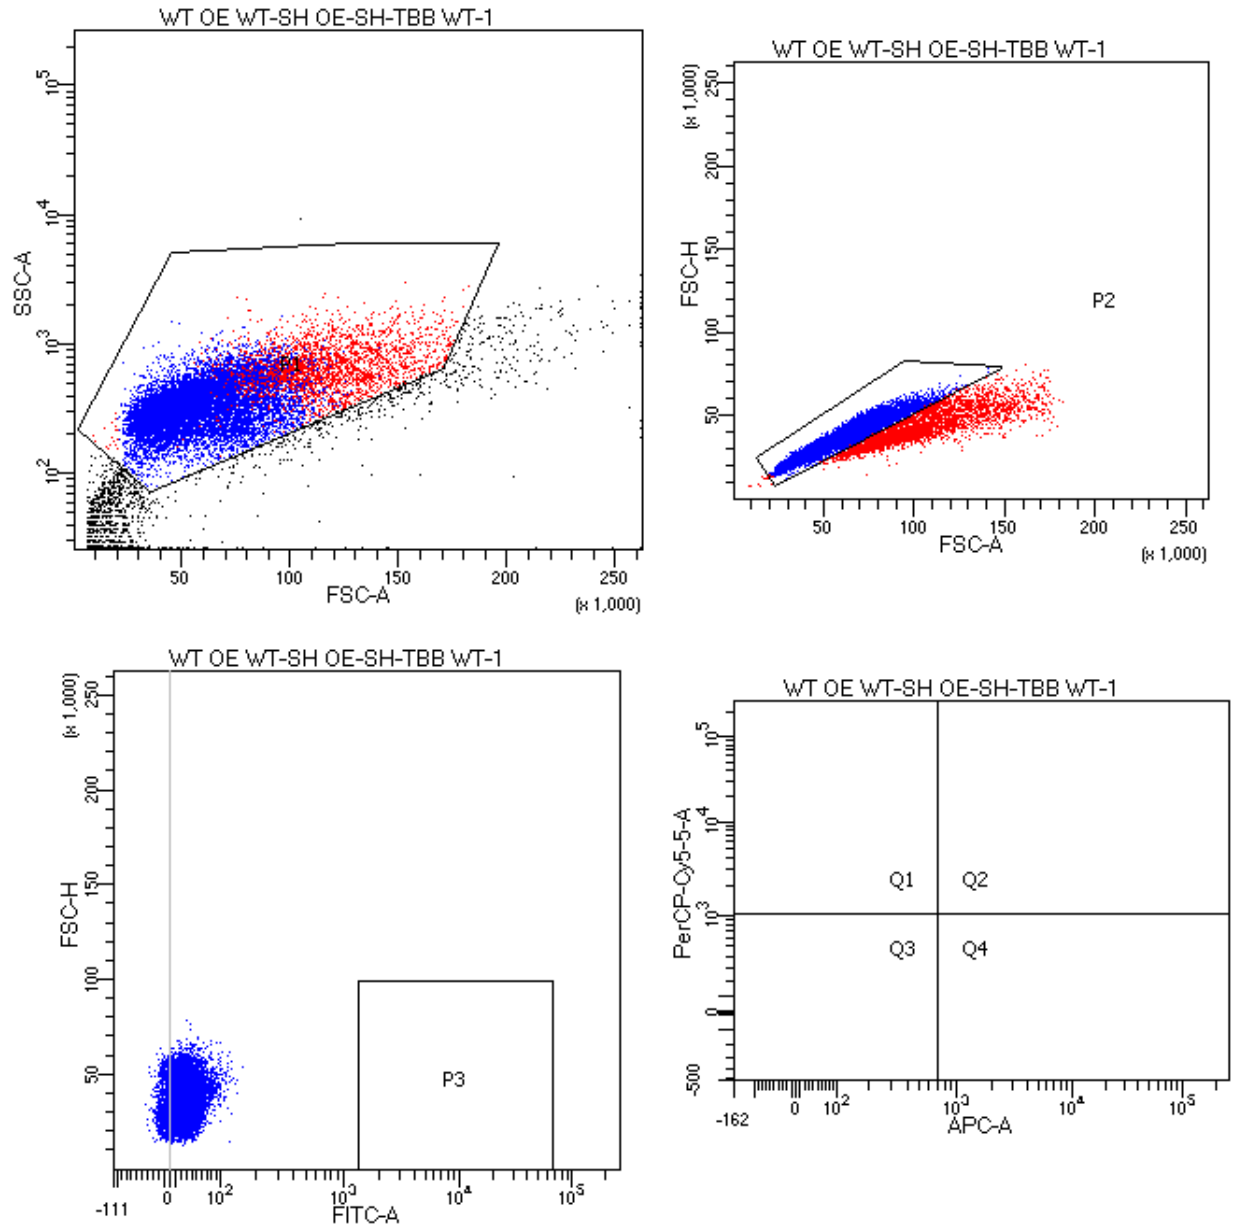 WT OE WT-SH OE-SH-TBB WT-1
SSC-A
10^5
10^4
10^3
10^2
P1
50 100 150 200 250
FSC-A
(x 1,000)
WT OE WT-SH OE-SH-TBB WT-1
(x 1,000)
FSC-H
250
200
150
100
50
P2
50 100 150 200 250
FSC-A
(x 1,000)
WT OE WT-SH OE-SH-TBB WT-1
(x 1,000)
FSC-H
250
200
150
100
50
P3
-111 0 10^2 10^3 10^4 10^5
FITC-A
WT OE WT-SH OE-SH-TBB WT-1
PerCP-Cy5-5-A
10^5
10^4
10^3
0
-500
Q1 Q2
Q3 Q4
-162 0 10^2 10^3 10^4 10^5
APC-A